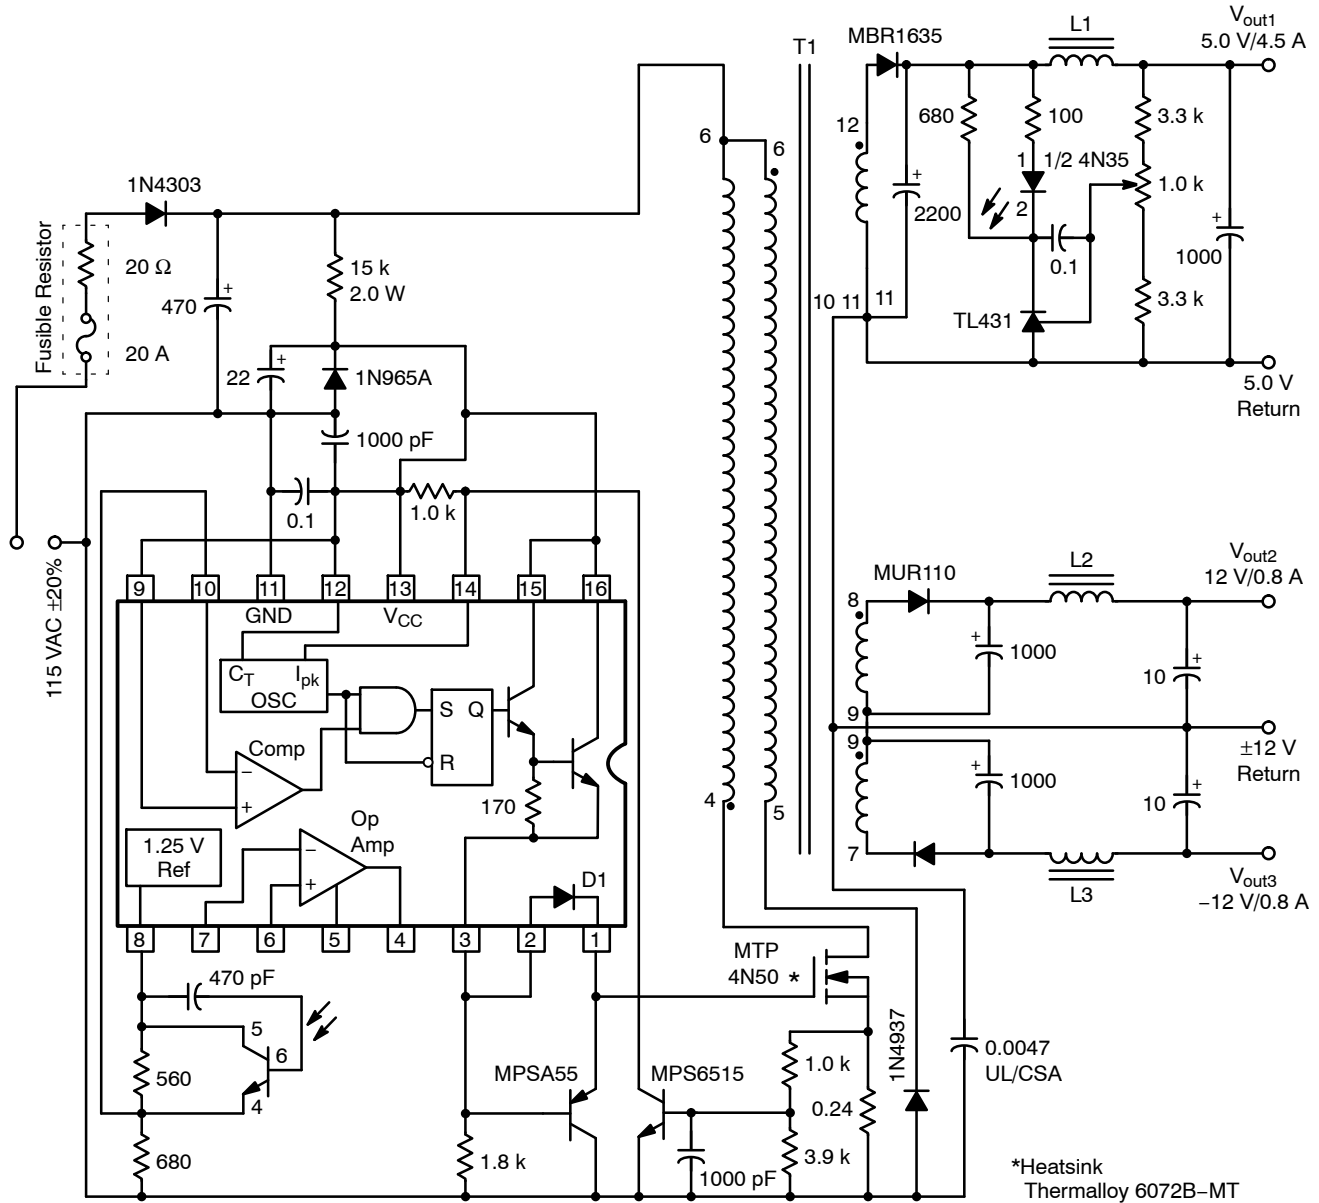 MBR1635
L1
Vout1
5.0 V/4.5 A
T1
680
100
3.3 k
12
6
6
1
1/2 4N35
1.0 k
1N4303
+
2200
2
+
1000
0.1
Fusible Resistor
20 Ω
15 k
2.0 W
+
470
10 11
11
3.3 k
TL431
20 A
+
22
1N965A
5.0 V
Return
1000 pF
0.1
1.0 k
115 VAC ±20%
9
10
11
12
13
14
15
16
GND
VCC
CT
Ipk
OSC
S
Q
R
Comp
−
+
170
Op
Amp
−
+
1.25 V
Ref
D1
8
7
6
5
4
3
2
1
MUR110
L2
Vout2
12 V/0.8 A
8
+
1000
+
10
9
9
±12 V
Return
+
1000
+
10
4
5
7
L3
Vout3
−12 V/0.8 A
470 pF
MTP
4N50 *
5
6
4
560
680
MPSA55
MPS6515
1.0 k
1N4937
0.0047
UL/CSA
0.24
1.8 k
1000 pF
3.9 k
*Heatsink
Thermalloy 6072B−MT